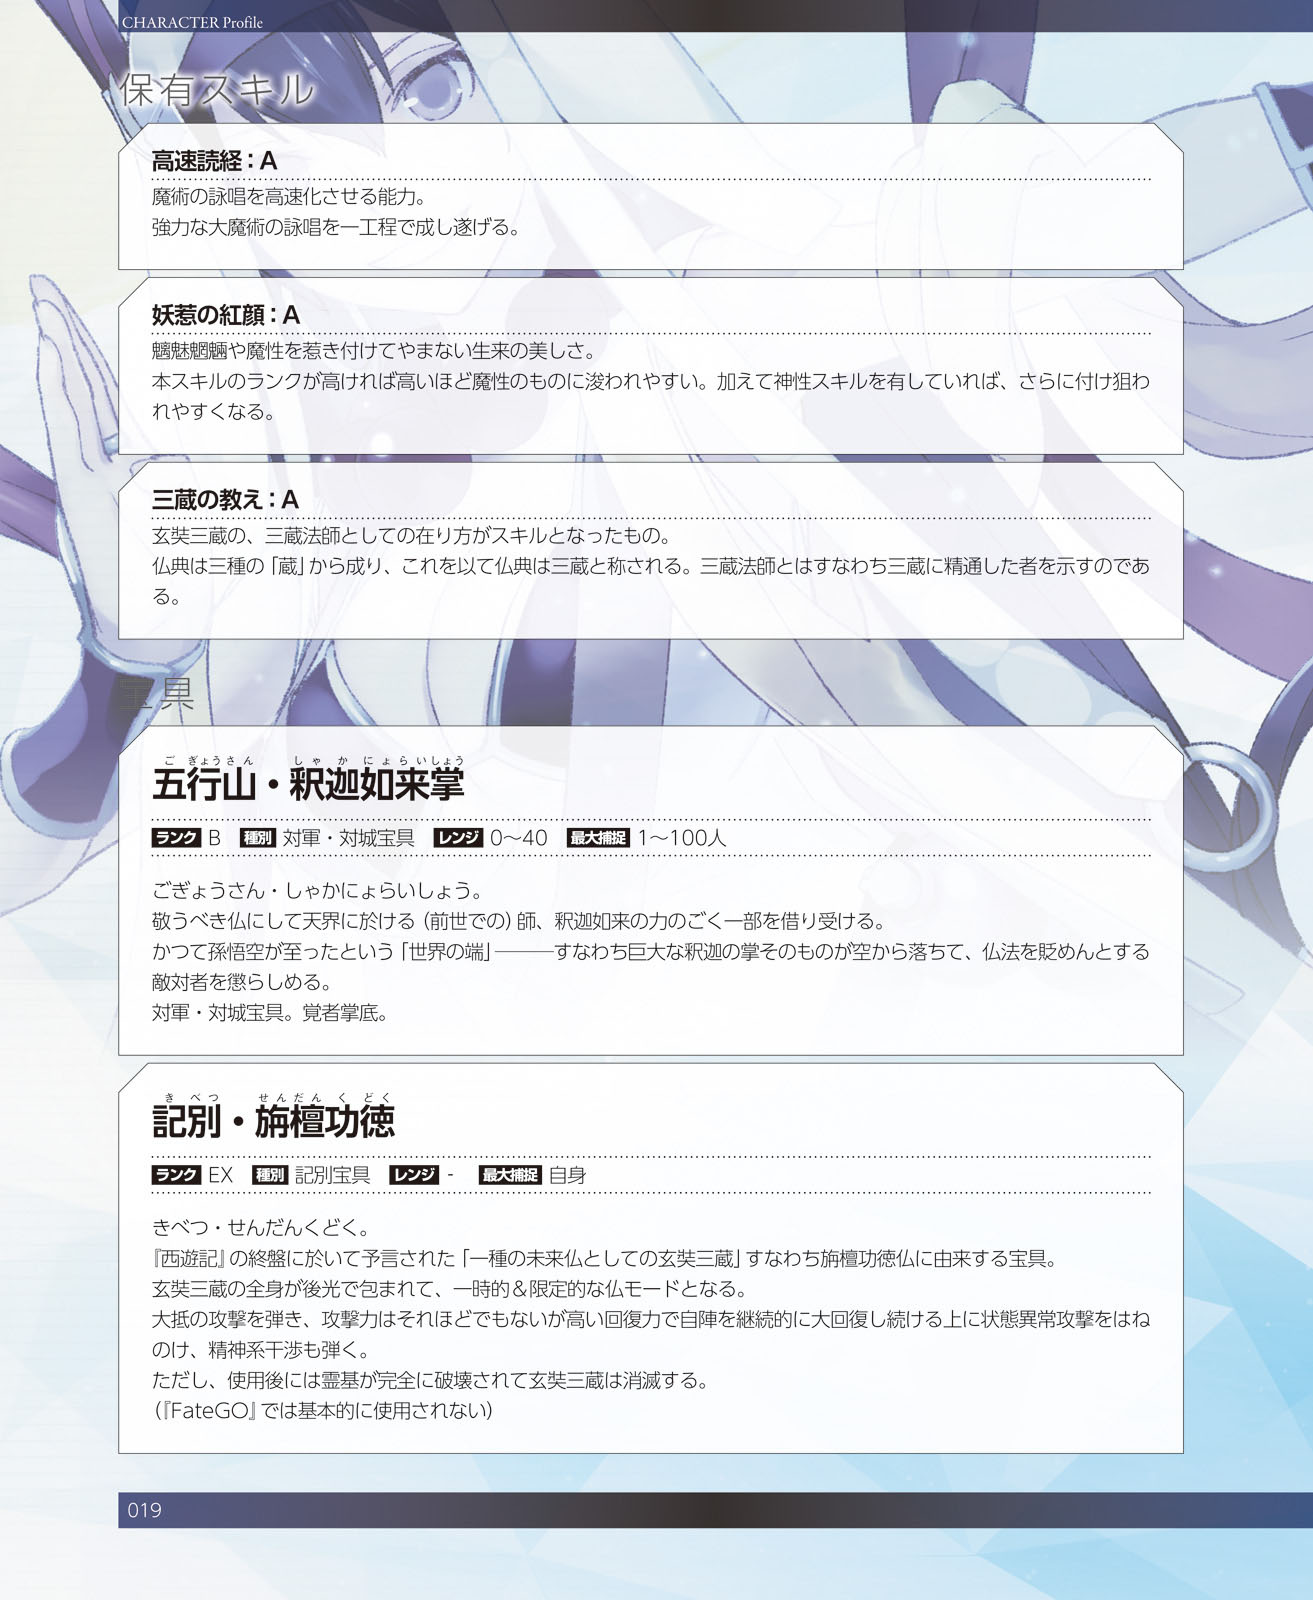 CHARACTER Profile
保有スキル
高速読経：A
魔術の詠唱を高速化させる能力。
強力な大魔術の詠唱を一工程で成し遂げる。
妖惹の紅顔：A
魑魅魍魎や魔性を惹き付けてやまない生来の美しさ。
本スキルのランクが高ければ高いほど魔性のものに浚われやすい。加えて神性スキルを有していれば、さらに付け狙わ
れやすくなる。
三蔵の教え：A
玄奘三蔵の、三蔵法師としての在り方がスキルとなったもの。
仏典は三種の「蔵」から成り、これを以て仏典は三蔵と称される。三蔵法師とはすなわち三蔵に精通した者を示すのであ
る。
宝具
ご ぎょうさん しゃ か にょ らいしょう
五行山・釈迦如来掌
ランク B 種別 対軍・対城宝具 レンジ 0～40 最大捕捉 1～100人
ごぎょうさん・しゃかにょらいしょう。
敬うべき仏にして天界に於ける（前世での）師、釈迦如来の力のごく一部を借り受ける。
かつて孫悟空が至ったという「世界の端」―――すなわち巨大な釈迦の掌そのものが空から落ちて、仏法を貶めんとする
敵対者を懲らしめる。
対軍・対城宝具。覚者掌底。
き べつ せんだん く どく
記別・旃檀功徳
ランク EX 種別 記別宝具 レンジ - 最大捕捉 自身
きべつ・せんだんくどく。
『西遊記』の終盤に於いて予言された「一種の未来仏としての玄奘三蔵」すなわち旃檀功徳仏に由来する宝具。
玄奘三蔵の全身が後光で包まれて、一時的＆限定的な仏モードとなる。
大抵の攻撃を弾き、攻撃力はそれほどでもないが高い回復力で自陣を継続的に大回復し続ける上に状態異常攻撃をはね
のけ、精神系干渉も弾く。
ただし、使用後には霊基が完全に破壊されて玄奘三蔵は消滅する。
（『FateGO』では基本的に使用されない）
019